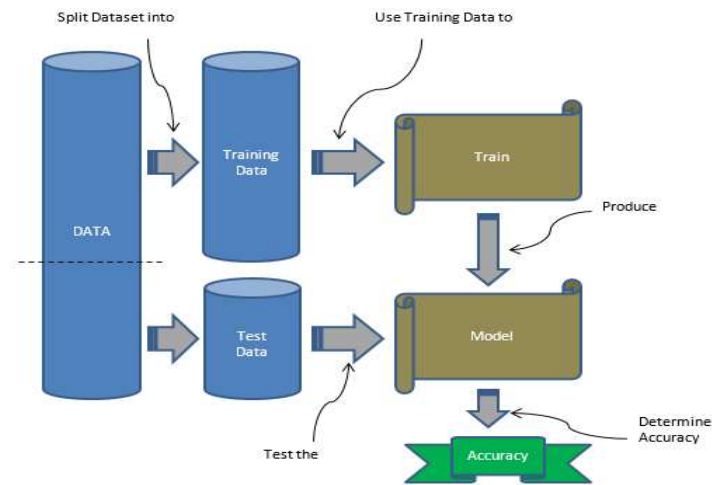 Split Dataset into
Use Training Data to
Training
Data
Train
DATA
Produce
Test
Data
Model
Test the
Determine
Accuracy
Accuracy